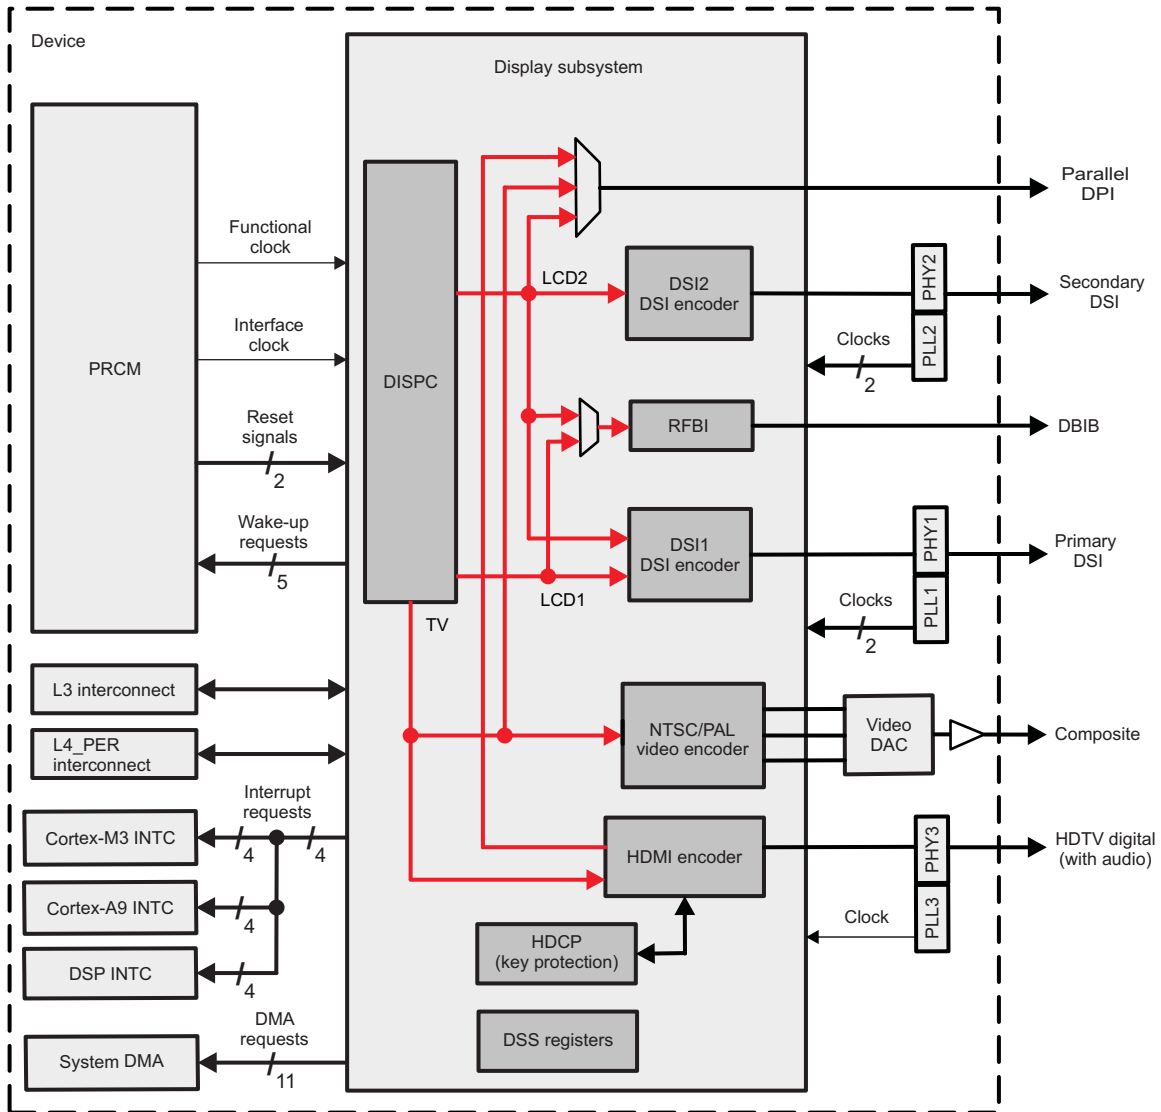 Device
Display subsystem
PRCM
Functional
clock
Interface
clock
Reset
signals
2
Wake-up
requests
5
L3 interconnect
L4_PER
interconnect
Interrupt
requests
Cortex-M3 INTC
4
4
Cortex-A9 INTC
4
DSP INTC
4
DMA
requests
System DMA
11
DISPC
LCD2
LCD1
TV
DSI2
DSI encoder
RFBI
DSI1
DSI encoder
NTSC/PAL
video encoder
HDMI encoder
HDCP
(key protection)
DSS registers
Parallel
DPI
PHY2
PLL2
Clocks
2
Secondary
DSI
DBIB
PHY1
PLL1
Clocks
2
Primary
DSI
Video
DAC
Composite
PHY3
PLL3
Clock
HDTV digital
(with audio)